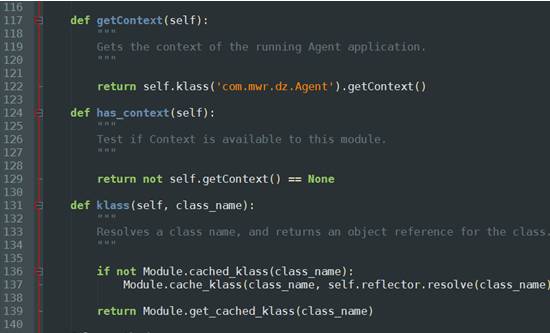 116
117 def getContext(self):
118 """
119 Gets the context of the running Agent application.
120 """
121
122 return self.klass('com.mwr.dz.Agent').getContext()
123
124 def has_context(self):
125 """
126 Test if Context is available to this module.
127 """
128
129 return not self.getContext() == None
130
131 def klass(self, class_name):
132 """
133 Resolves a class name, and returns an object reference for the class.
134 """
135
136 if not Module.cached_klass(class_name):
137 Module.cache_klass(class_name, self.reflector.resolve(class_name)
138
139 return Module.get_cached_klass(class_name)
140